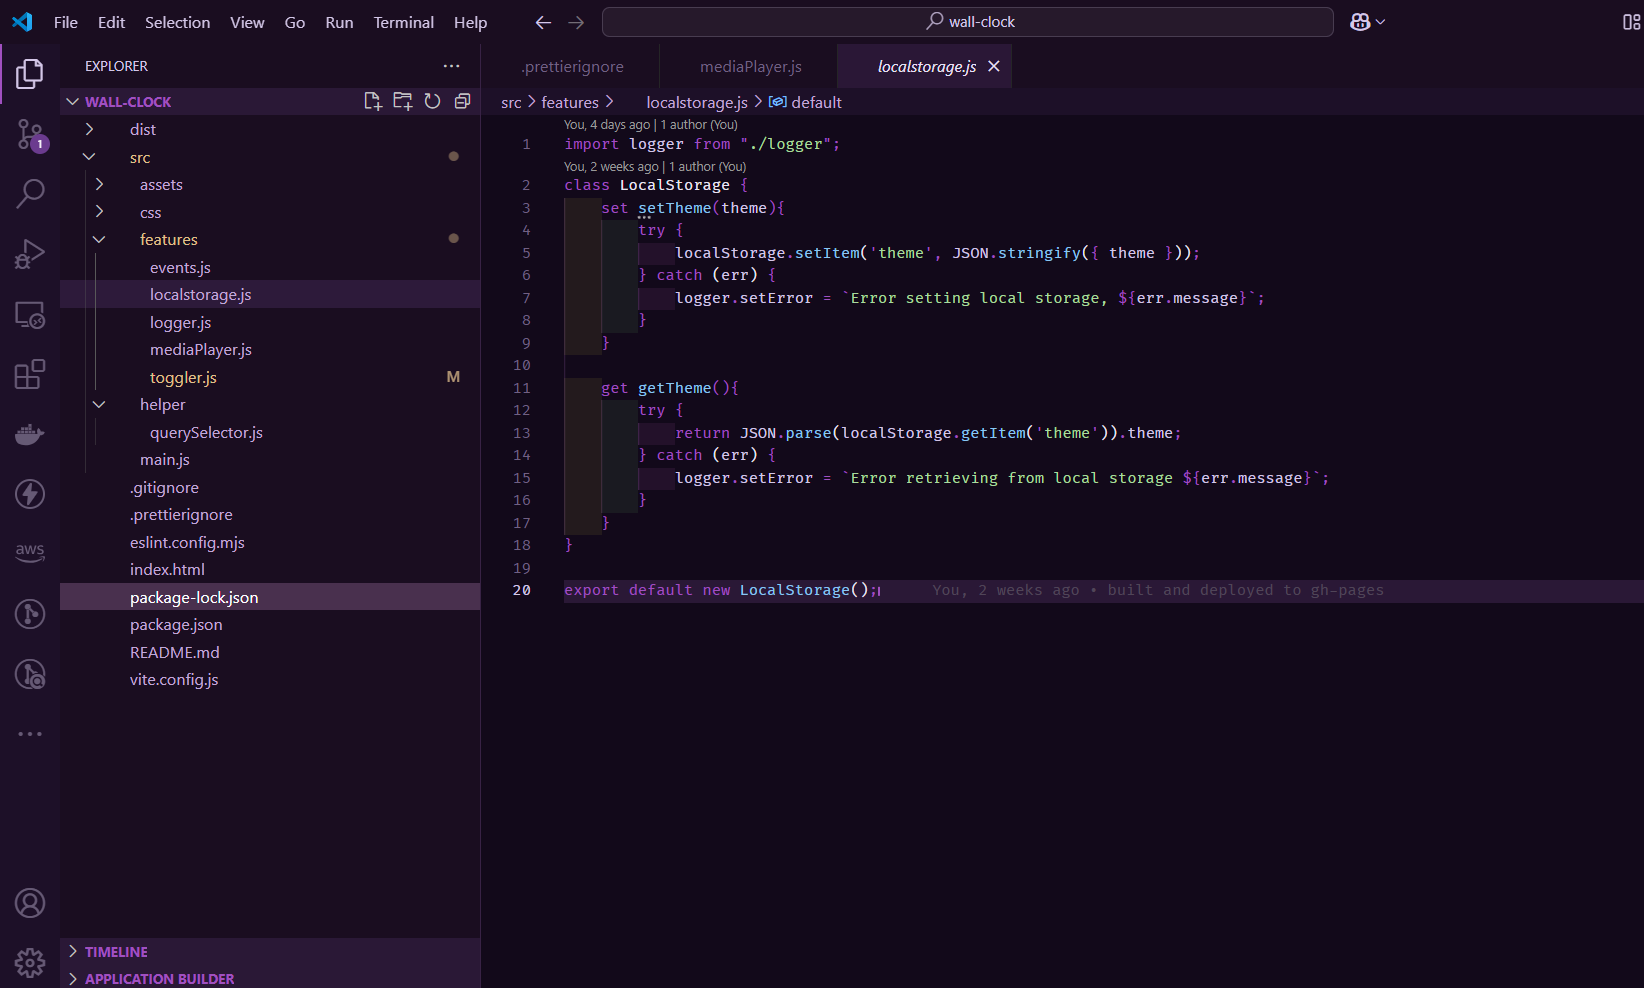 File Edit Selection View Go Run Terminal Help
wall-clock
EXPLORER
WALL-CLOCK
dist
src
assets
css
features
events.js
localstorage.js
logger.js
mediaPlayer.js
toggler.js M
helper
querySelector.js
main.js
.gitignore
.prettierignore
eslint.config.mjs
index.html
package-lock.json
package.json
README.md
vite.config.js
TIMELINE
APPLICATION BUILDER
1
aws
.prettierignore mediaPlayer.js localstorage.js
src > features > localstorage.js > default
You, 4 days ago | 1 author (You)
1 import logger from "./logger";
You, 2 weeks ago | 1 author (You)
2 class LocalStorage {
3 set setTheme(theme){
4 try {
5 localStorage.setItem('theme', JSON.stringify({ theme }));
6 } catch (err) {
7 logger.setError = `Error setting local storage, ${err.message}`;
8 }
9 }
10
11 get getTheme(){
12 try {
13 return JSON.parse(localStorage.getItem('theme')).theme;
14 } catch (err) {
15 logger.setError = `Error retrieving from local storage ${err.message}`;
16 }
17 }
18 }
19
20 export default new LocalStorage(); You, 2 weeks ago • built and deployed to gh-pages